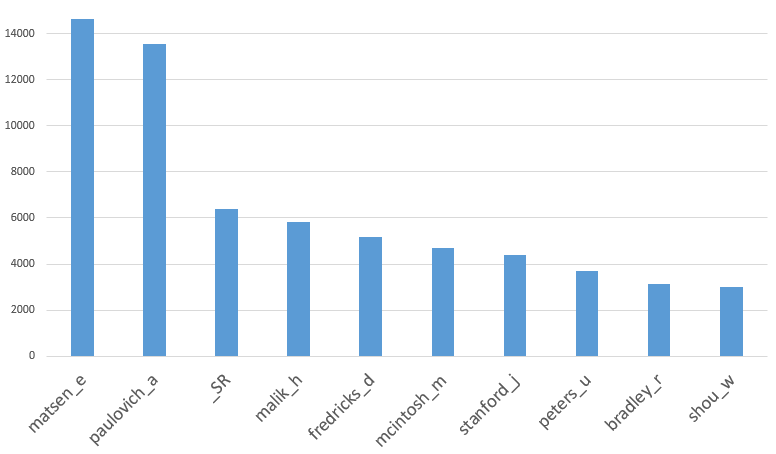 14000
12000
10000
8000
6000
4000
2000
0
matsen_e
paulovich_a
_SR
malik_h
fredricks_d
mcintosh_m
stanford_j
peters_u
bradley_r
shou_w